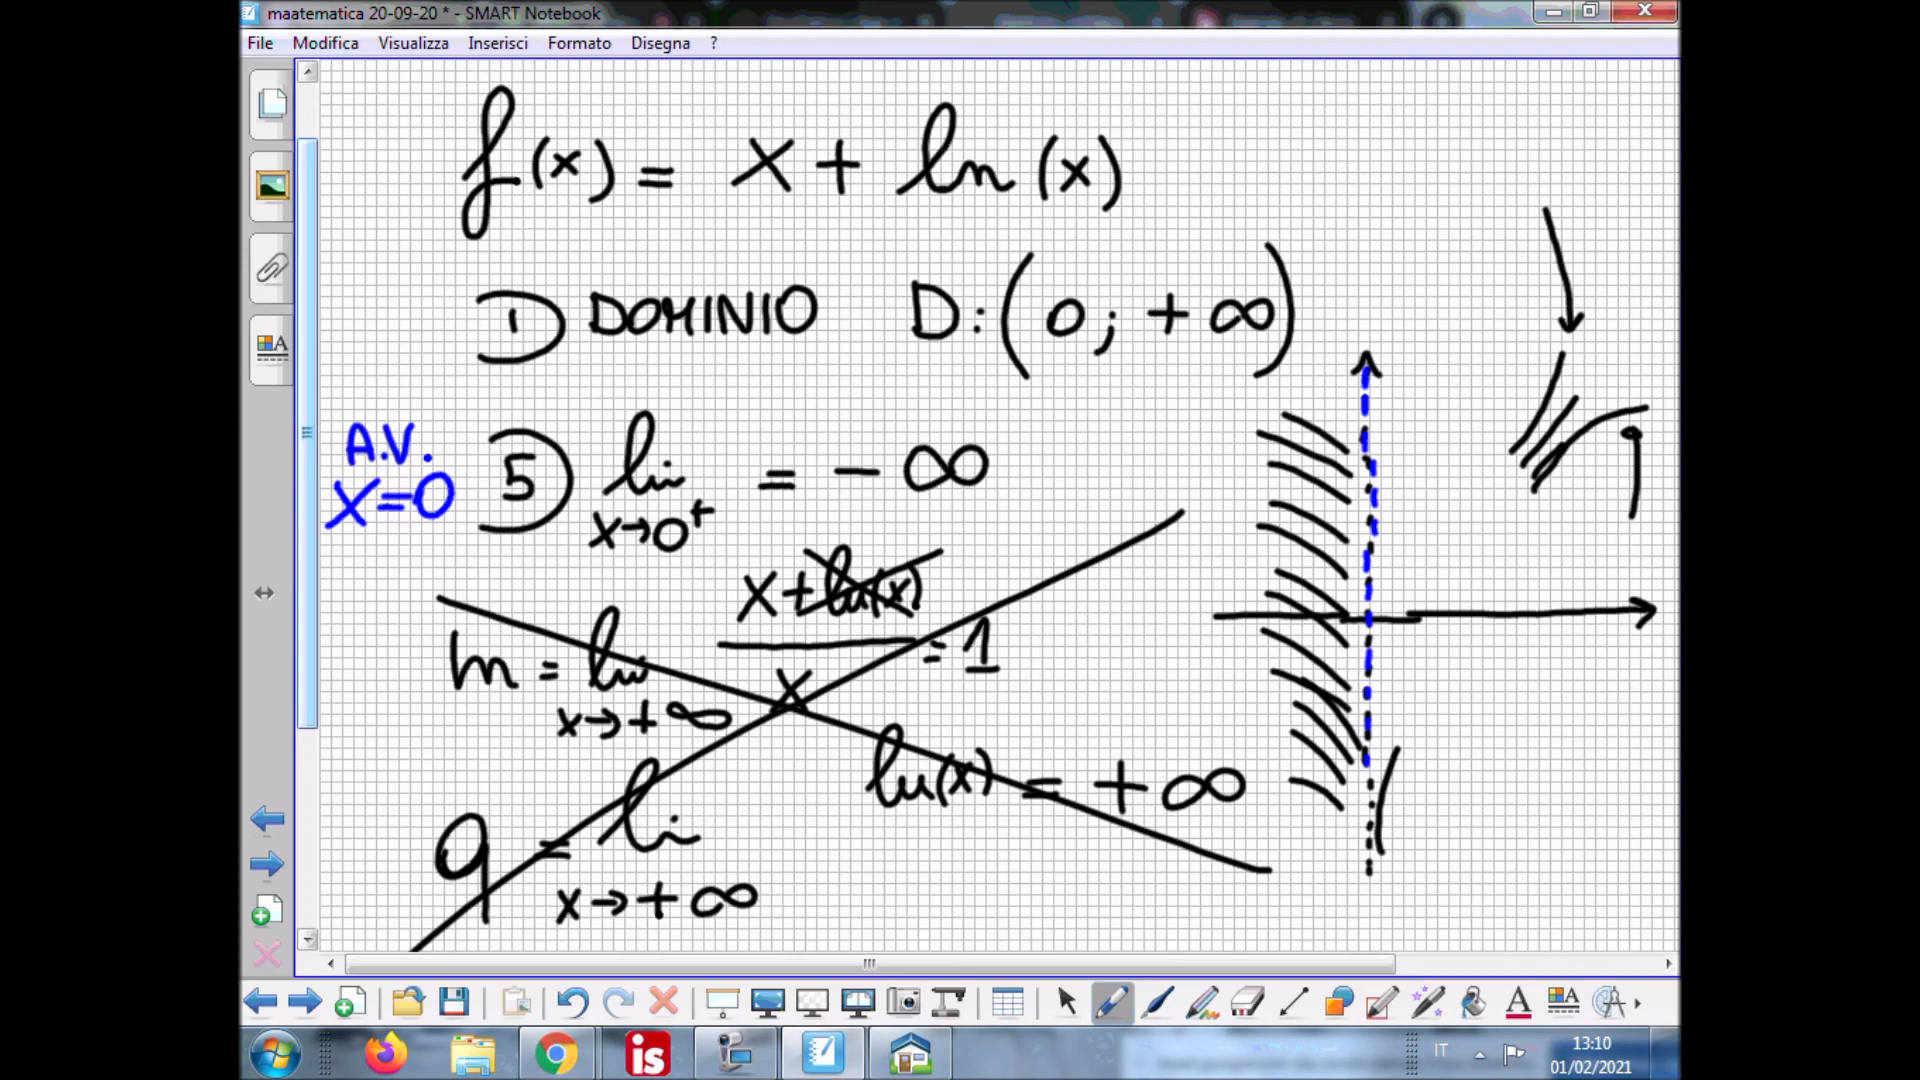 maatematica 20-09-20 * - SMART Notebook
File Modifica Visualizza Inserisci Formato Disegna ?
f(x) = x + ln(x)
1) DOMINIO D: (0; +∞)
A.V.
x=0
5) lim = -∞
x→0⁺
x + ln(x)
m = lim = 1
x
x→+∞
q = lim ln(x) = +∞
x→+∞
is
IT
13:10
01/02/2021